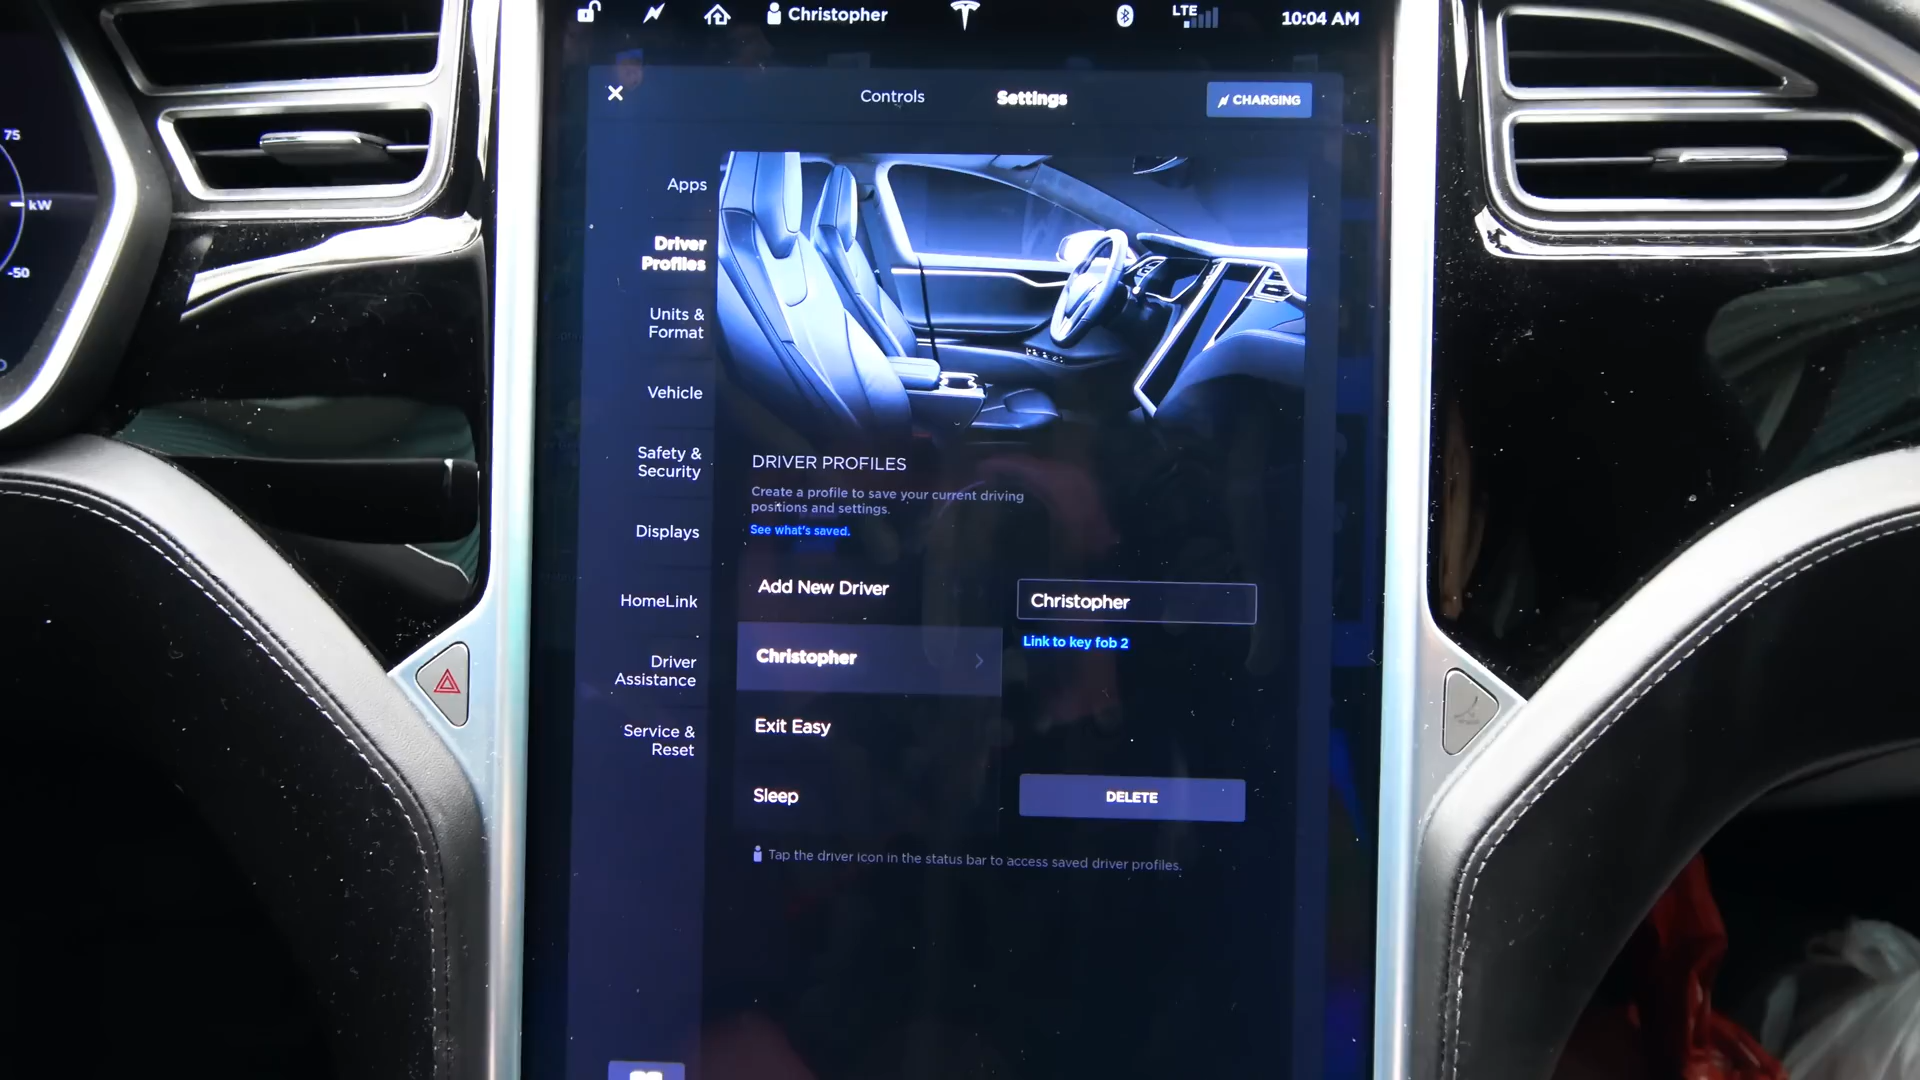 Christopher
LTE
10:04 AM
Controls
Settings
CHARGING
75
kW
-50
Apps
Driver
Profiles
Units &
Format
Vehicle
Safety &
Security
Displays
HomeLink
Driver
Assistance
Service &
Reset
DRIVER PROFILES
Create a profile to save your current driving
positions and settings.
See what's saved.
Add New Driver
Christopher
Exit Easy
Sleep
Christopher
Link to key fob 2
DELETE
Tap the driver icon in the status bar to access saved driver profiles.